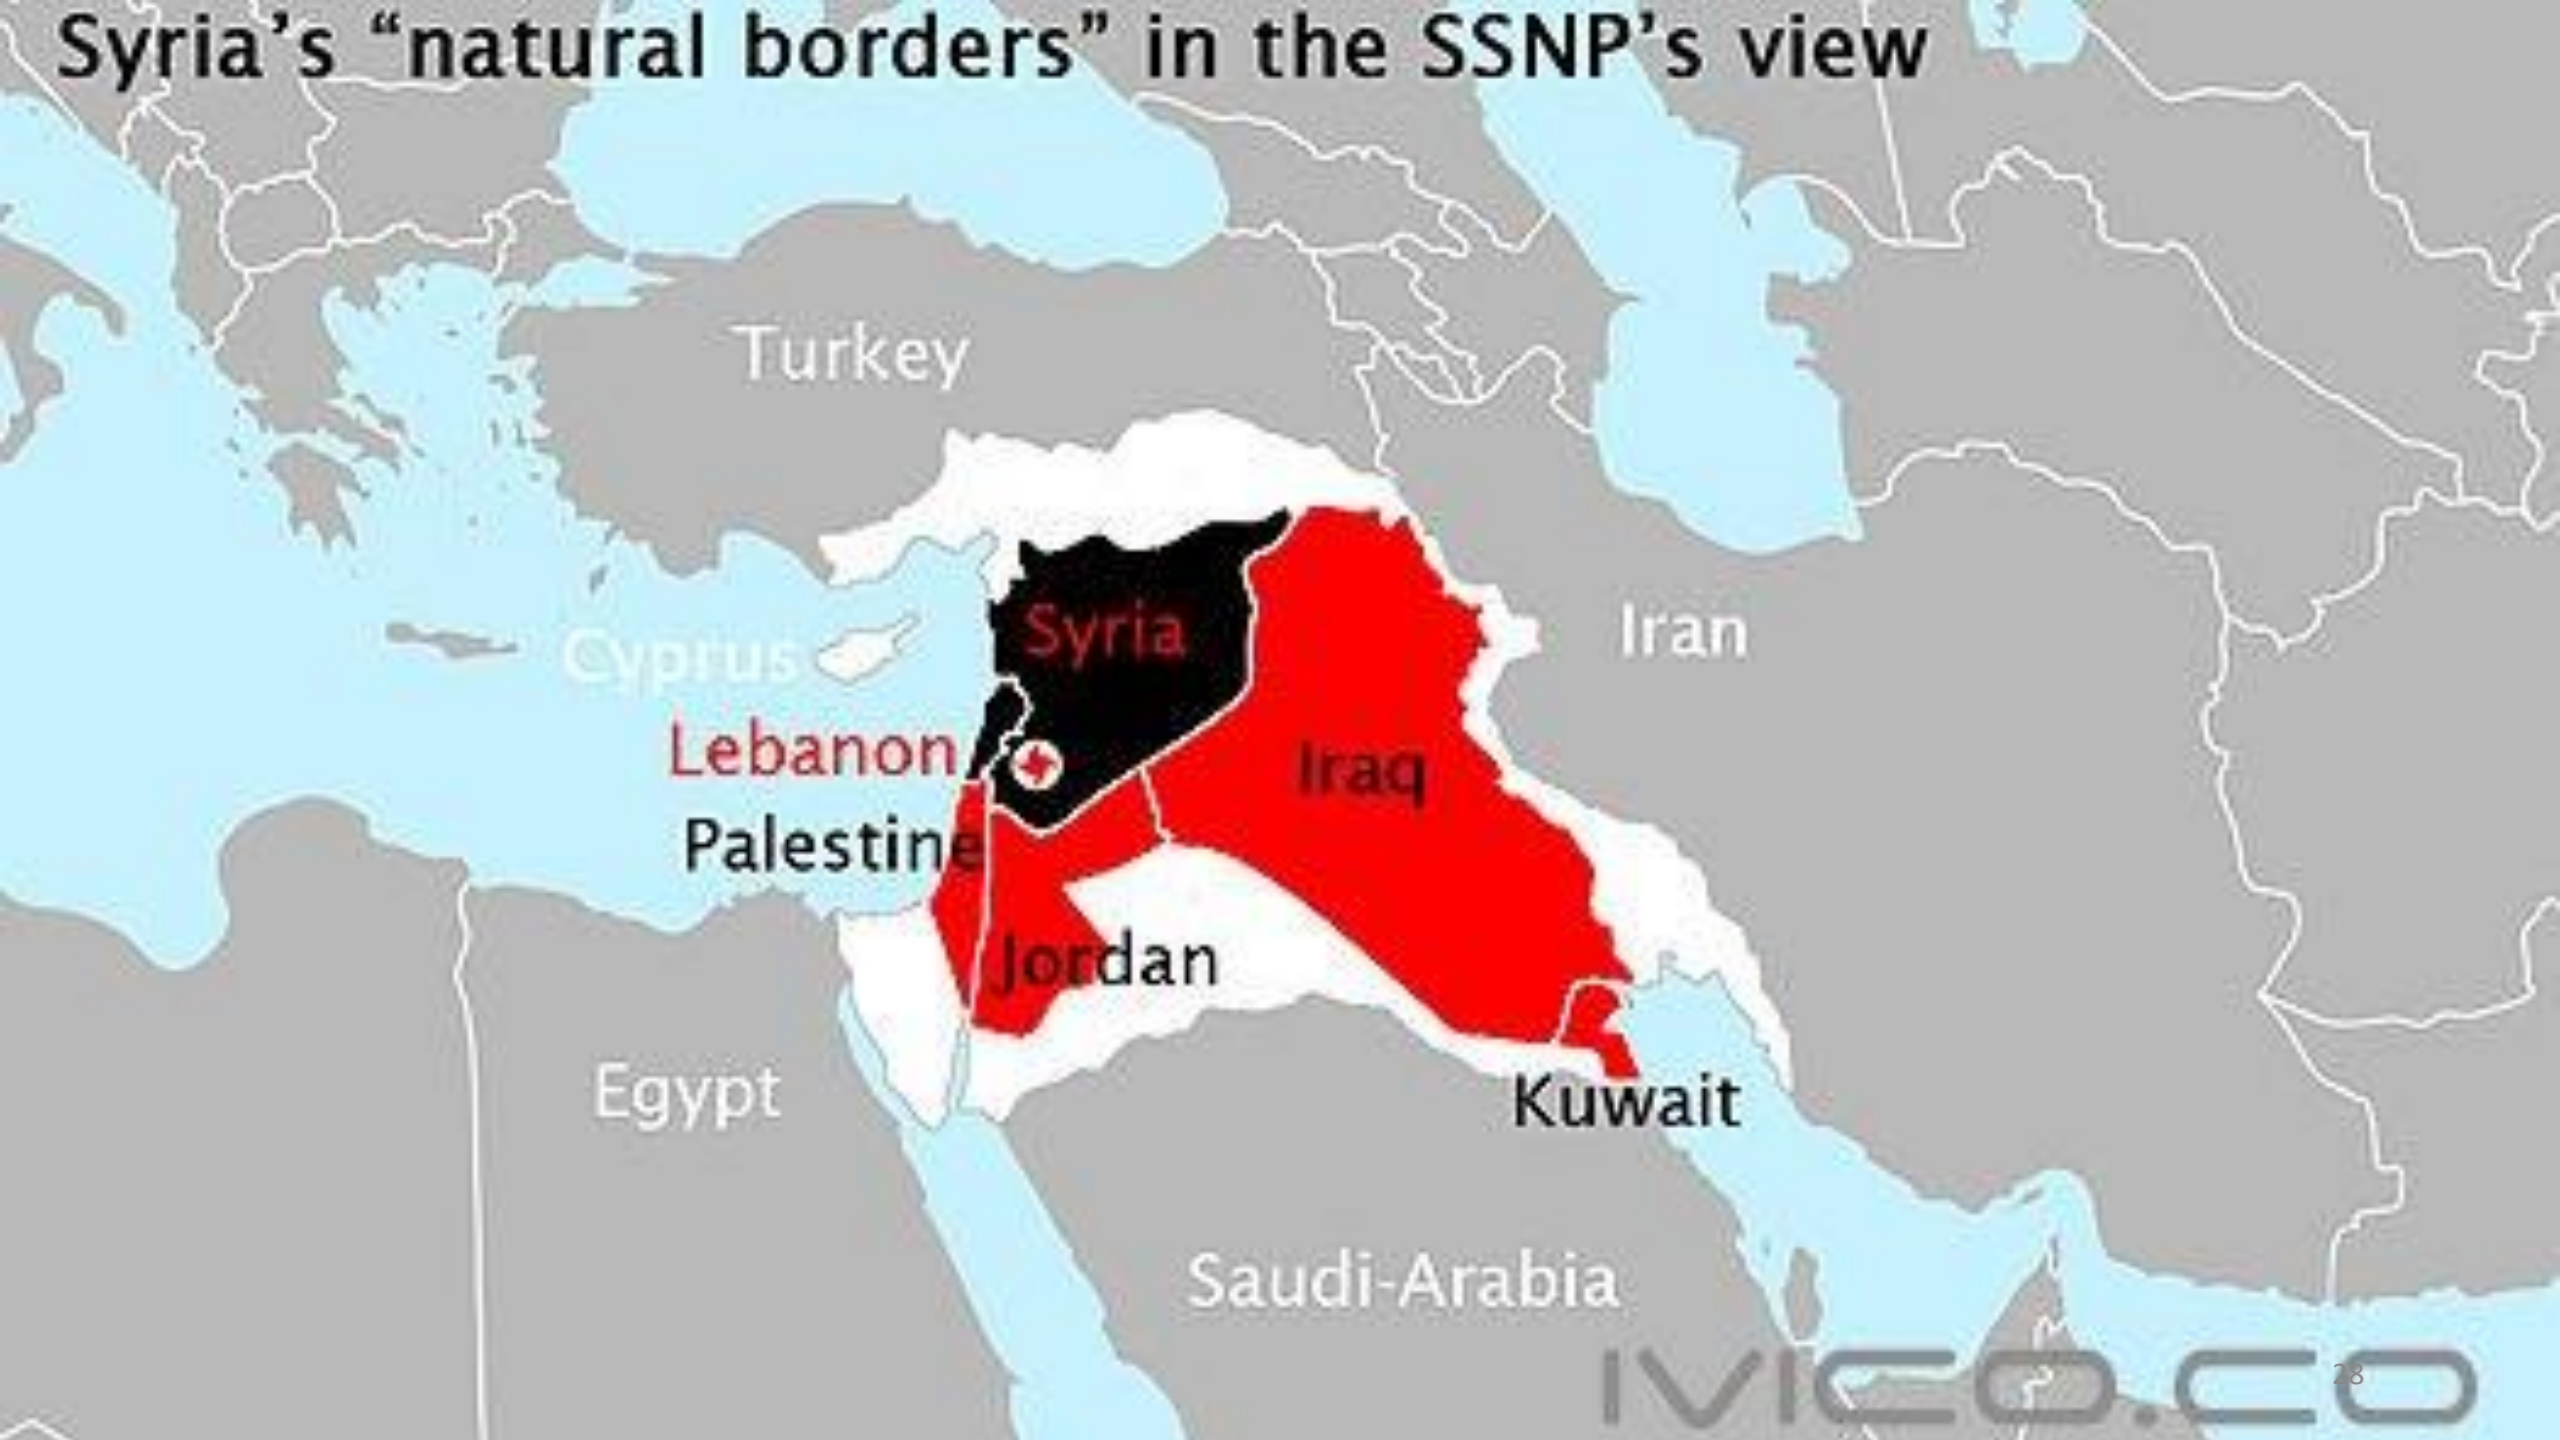 Syria's “natural borders” in the SSNP's view
Turkey
Syria
Iran
Cyprus
Lebanon
Iraq
Palestine
Jordan
Egypt
Kuwait
Saudi-Arabia
IVICO.CO
28